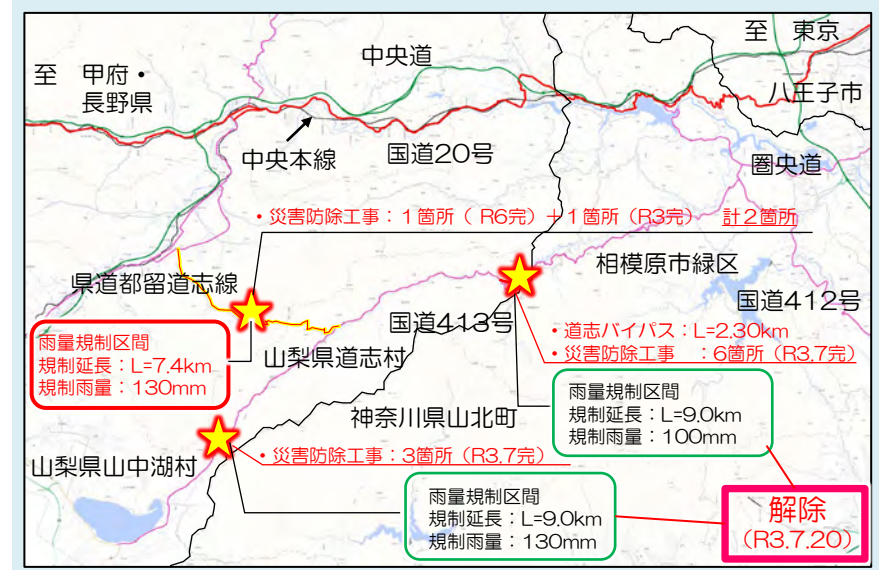 至 東京
中央道
至 甲府・
長野県
八王子市
中央本線
国道20号
圏央道
・災害防除工事：１箇所（ R6完）＋１箇所（R3完） 計２箇所
相模原市緑区
県道都留道志線
国道412号
国道413号
・道志バイパス：L=2.30km
・災害防除工事 ：6箇所（R3.7完）
雨量規制区間
規制延長：L=7.4km
規制雨量：130mm
山梨県道志村
雨量規制区間
規制延長：L=9.0km
規制雨量：100mm
神奈川県山北町
・災害防除工事：3箇所（R3.7完）
山梨県山中湖村
雨量規制区間
規制延長：L=9.0km
規制雨量：130mm
解除
（R3.7.20）